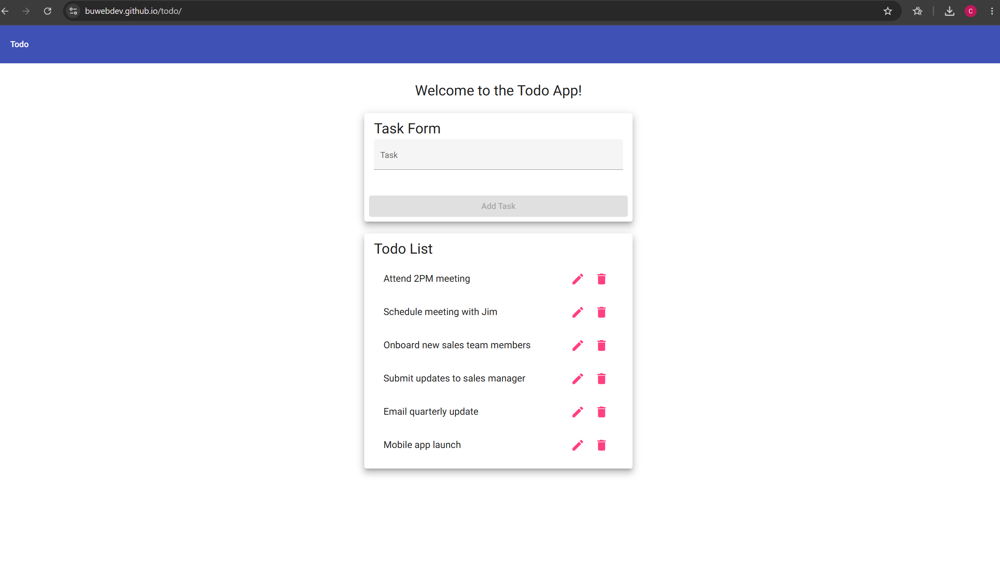 buwebdev.github.io/todo/
C
Todo
Welcome to the Todo App!
Task Form
Task
Add Task
Todo List
Attend 2PM meeting
Schedule meeting with Jim
Onboard new sales team members
Submit updates to sales manager
Email quarterly update
Mobile app launch